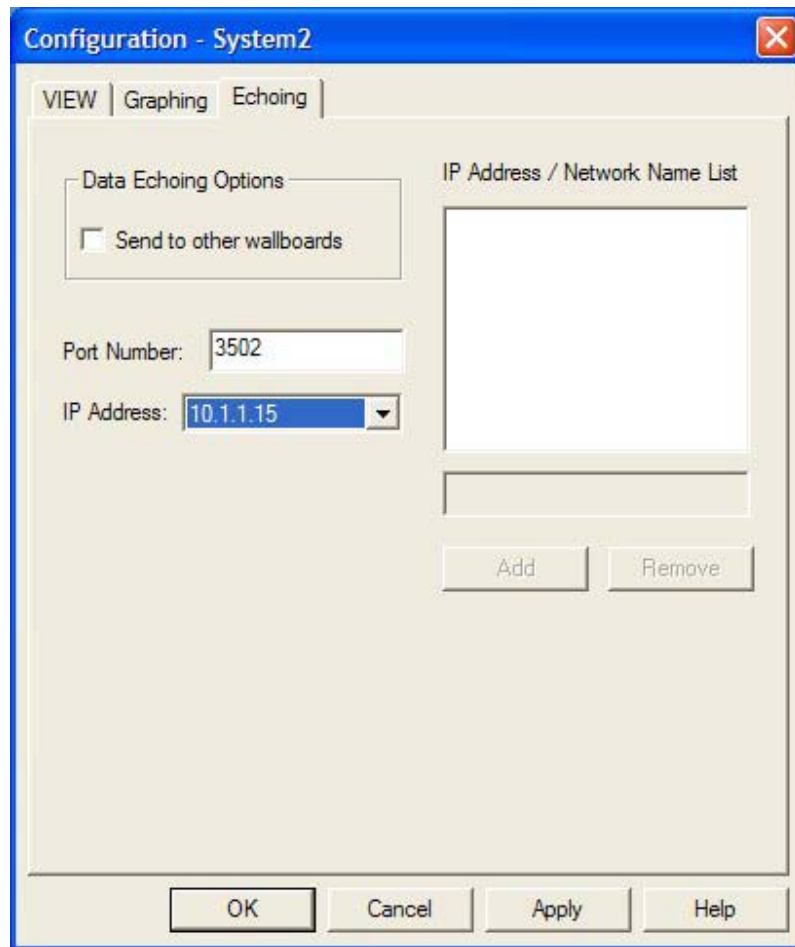 Configuration - System2
VIEW
Graphing
Echoing
Data Echoing Options
Send to other wallboards
Port Number:
3502
IP Address:
10.1.1.15
IP Address / Network Name List
Add
Remove
OK
Cancel
Apply
Help